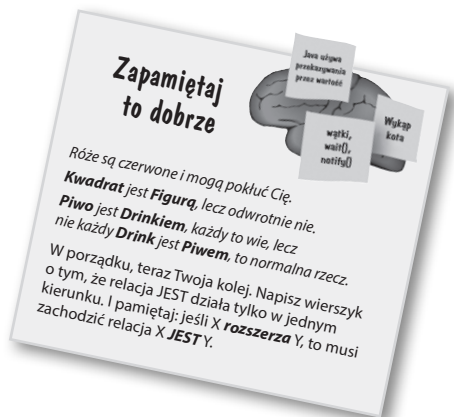 Zapamiętaj
to dobrze
Java używa
przekazywania
przez wartość
Wykąp
kota
wątki,
wait(),
notify()
Róże są czerwone i mogą pokłuć Cię.
Kwadrat jest Figurą, lecz odwrotnie nie.
Piwo jest Drinkiem, każdy to wie, lecz
nie każdy Drink jest Piwem, to normalna rzecz.
W porządku, teraz Twoja kolej. Napisz wierszyk
o tym, że relacja JEST działa tylko w jednym
kierunku. I pamiętaj: jeśli X rozszerza Y, to musi
zachodzić relacja X JEST Y.